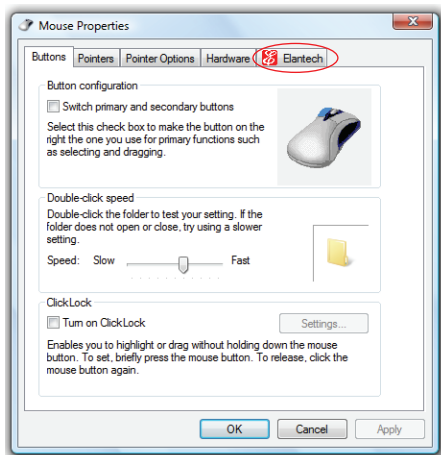 Mouse Properties
Buttons Pointers Pointer Options Hardware Elantech
Button configuration
Switch primary and secondary buttons
Select this check box to make the button on the
right the one you use for primary functions such
as selecting and dragging.
Double-click speed
Double-click the folder to test your setting. If the
folder does not open or close, try using a slower
setting.
Speed: Slow Fast
ClickLock
Turn on ClickLock
Settings...
Enables you to highlight or drag without holding down the mouse
button. To set, briefly press the mouse button. To release, click the
mouse button again.
OK Cancel Apply